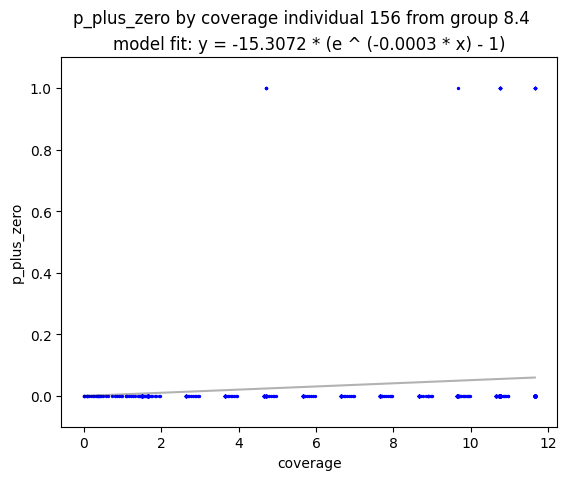 p_plus_zero by coverage individual 156 from group 8.4
model fit: y = -15.3072 * (e ^ (-0.0003 * x) - 1)
1.0
0.8
0.6
0.4
0.2
0.0
p_plus_zero
0 2 4 6 8 10 12
coverage